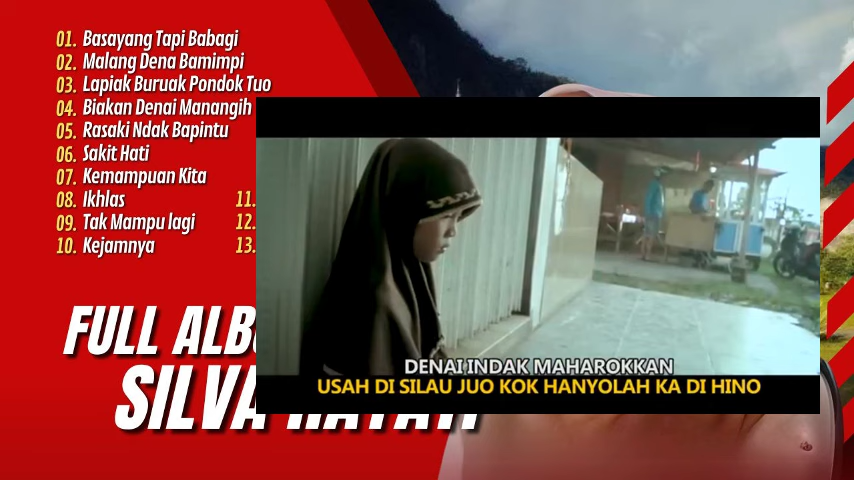 01. Basayang Tapi Babagi
02. Malang Dena Bamimpi
03. Lapiak Buruak Pondok Tuo
04. Biakan Denai Manangih
05. Rasaki Ndak Bapintu
06. Sakit Hati
07. Kemampuan Kita
08. Ikhlas
09. Tak Mampu lagi
10. Kejamnya
11.
12.
13.
FULL
SILVA
DENAI INDAK MAHAROKKAN
USAH DI SILAU JUO KOK HANYOLAH KA DI HINO